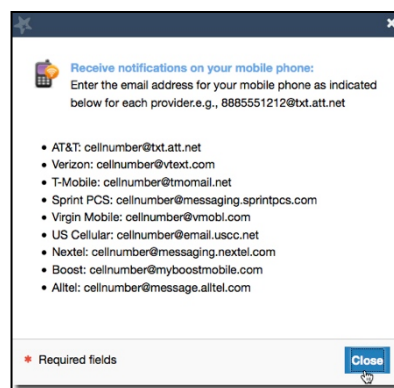 Receive notifications on your mobile phone:
Enter the email address for your mobile phone as indicated
below for each provider.e.g., 8885551212@txt.att.net
• AT&T: cellnumber@txt.att.net
• Verizon: cellnumber@vtext.com
• T-Mobile: cellnumber@tmomail.net
• Sprint PCS: cellnumber@messaging.sprintpcs.com
• Virgin Mobile: cellnumber@vmobl.com
• US Cellular: cellnumber@email.uscc.net
• Nextel: cellnumber@messaging.nextel.com
• Boost: cellnumber@myboostmobile.com
• Alltel: cellnumber@message.alltel.com
* Required fields
Close